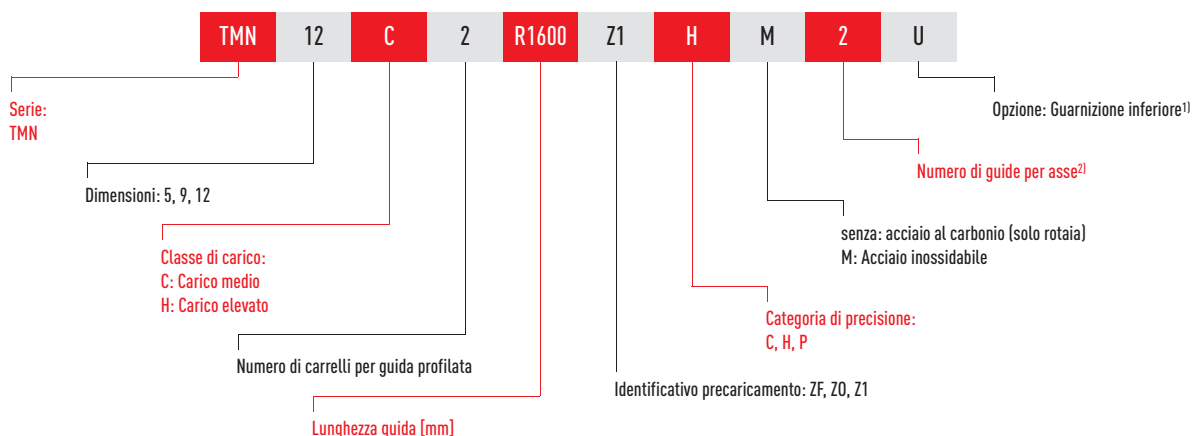 TMN 12 C 2 R1600 Z1 H M 2 U
Serie:
TMN
Opzione: Guarnizione inferiore1)
Numero di guide per asse2)
Dimensioni: 5, 9, 12
senza: acciaio al carbonio (solo rotaia)
M: Acciaio inossidabile
Classe di carico:
C: Carico medio
H: Carico elevato
Categoria di precisione:
C, H, P
Numero di carrelli per guida profilata
Identificativo precaricamento: ZF, Z0, Z1
Lunghezza guida [mm]